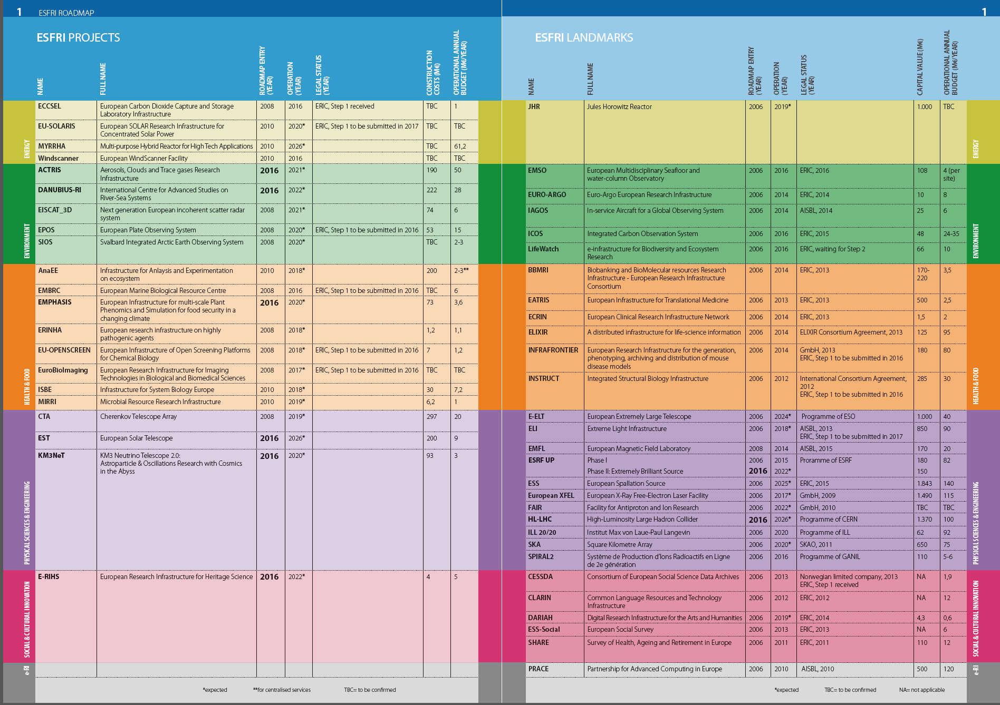 1 ESFRI ROADMAP
ESFRI PROJECTS
NAME
FULL NAME
ROADMAP ENTRY (YEAR)
OPERATION (YEAR)
LEGAL STATUS (YEAR)
CONSTRUCTION COSTS (M€)
OPERATIONAL ANNUAL BUDGET (M€/YEAR)
ENERGY
ECCSEL European Carbon Dioxide Capture and Storage 2008 2016 ERIC, Step 1 received TBC 1
Laboratory Infrastructure
EU-SOLARIS European SOLAR Research Infrastructure for 2010 2020* ERIC, Step 1 to be submitted in 2017 TBC TBC
Concentrated Solar Power
MYRRHA Multi-purpose Hybrid Reactor for High Tech Applications 2010 2026* TBC 61,2
Windscanner European WindScanner Facility 2010 2016 TBC TBC
ENVIRONMENT
ACTRIS Aerosols, Clouds and Trace gases Research 2016 2021* 190 50
Infrastructure
DANUBIUS-RI International Centre for Advanced Studies on 2016 2022* 222 28
River-Sea Systems
EISCAT_3D Next generation European incoherent scatter radar 2008 2021* 74 6
system
EPOS European Plate Observing System 2008 2020* ERIC, Step 1 to be submitted in 2016 53 15
SIOS Svalbard Integrated Arctic Earth Observing System 2008 2020* TBC 2-3
HEALTH & FOOD
AnaEE Infrastructure for Anlaysis and Experimentation 2010 2018* 200 2-3**
on ecosystem
EMBRC European Marine Biological Resource Centre 2008 2016 ERIC, Step 1 to be submitted in 2016 TBC 6
EMPHASIS European Infrastructure for multi-scale Plant 2016 2020* 73 3,6
Phenomics and Simulation for food security in a
changing climate
ERINHA European research infrastructure on highly 2008 2018* 1,2 1,1
pathogenic agents
EU-OPENSCREEN European Infrastructure of Open Screening Platforms 2008 2018* ERIC, Step 1 to be submitted in 2016 7 1,2
for Chemical Biology
EuroBioImaging European Research Infrastructure for Imaging 2008 2017* ERIC, Step 1 to be submitted in 2016 TBC TBC
Technologies in Biological and Biomedical Sciences
ISBE Infrastructure for System Biology Europe 2010 2018* 30 7,2
MIRRI Microbial Resource Research Infrastructure 2010 2019* 6,2 1
PHYSICAL SCIENCES & ENGINEERING
CTA Cherenkov Telescope Array 2008 2019* 297 20
EST European Solar Telescope 2016 2026* 200 9
KM3NeT KM3 Neutrino Telescope 2.0: 2016 2020* 93 3
Astroparticle & Oscillations Research with Cosmics
in the Abyss
SOCIAL & CULTURAL INNOVATION
E-RIHS European Research Infrastructure for Heritage Science 2016 2022* 4 5
e-RI
*expected **for centralised services TBC= to be confirmed
1
ESFRI LANDMARKS
NAME
FULL NAME
ROADMAP ENTRY (YEAR)
OPERATION (YEAR)
LEGAL STATUS (YEAR)
CAPITAL VALUE (M€)
OPERATIONAL ANNUAL BUDGET (M€/YEAR)
JHR Jules Horowitz Reactor 2006 2019* 1.000 TBC
ENERGY
EMSO European Multidisciplinary Seafloor and 2006 2016 ERIC, 2016 108 4 (per
water-column Observatory site)
EURO-ARGO Euro-Argo European Research Infrastructure 2006 2014 ERIC, 2014 10 8
IAGOS In-service Aircraft for a Global Observing System 2006 2014 AISBL, 2014 25 6
ICOS Integrated Carbon Observation System 2006 2016 ERIC, 2015 48 24-35
LifeWatch e-infrastructure for Biodiversity and Ecosystem 2006 2016 ERIC, waiting for Step 2 66 10
Research
ENVIRONMENT
BBMRI Biobanking and BioMolecular resources Research 2006 2014 ERIC, 2013 170- 3,5
Infrastructure - European Research Infrastructure 220
Consortium
EATRIS European Infrastructure for Translational Medicine 2006 2013 ERIC, 2013 500 2,5
ECRIN European Clinical Research Infrastructure Network 2006 2014 ERIC, 2013 1,5 2
ELIXIR A distributed infrastructure for life-science information 2006 2014 ELIXIR Consortium Agreement, 2013 125 95
INFRAFRONTIER European Research Infrastructure for the generation, 2006 2014 GmbH, 2013 180 80
phenotyping, archiving and distribution of mouse ERIC, Step 1 to be submitted in 2016
disease models
INSTRUCT Integrated Structural Biology Infrastructure 2006 2012 International Consortium Agreement, 285 30
2012
ERIC, Step 1 to be submitted in 2016
HEALTH & FOOD
E-ELT European Extremely Large Telescope 2006 2024* Programme of ESO 1.000 40
ELI Extreme Light Infrastructure 2006 2018* AISBL, 2013 850 90
ERIC, Step 1 to be submitted in 2017
EMFL European Magnetic Field Laboratory 2008 2014 AISBL, 2015 170 20
ESRF UP Phase I 2006 2015 Proramme of ESRF 180 82
Phase II: Extremely Brilliant Source 2016 2022* 150
ESS European Spallation Source 2006 2025* ERIC, 2015 1.843 140
European XFEL European X-Ray Free-Electron Laser Facility 2006 2017* GmbH, 2009 1.490 115
FAIR Facility for Antiproton and Ion Research 2006 2022* GmbH, 2010 TBC TBC
HL-LHC High-Luminosity Large Hadron Collider 2016 2026* Programme of CERN 1.370 100
ILL 20/20 Institut Max von Laue-Paul Langevin 2006 2020 Programme of ILL 62 92
SKA Square Kilometre Array 2006 2020* SKAO, 2011 650 75
SPIRAL2 Système de Production d'Ions Radioactifs en Ligne 2006 2016 Programme of GANIL 110 5-6
de 2e génération
PHYSICAL SCIENCES & ENGINEERING
CESSDA Consortium of European Social Science Data Archives 2006 2013 Norwegian limited company, 2013 NA 1,9
ERIC, Step 1 received
CLARIN Common Language Resources and Technology 2006 2012 ERIC, 2012 NA 12
Infrastructure
DARIAH Digital Research Infrastructure for the Arts and Humanities 2006 2019* ERIC, 2014 4,3 0,6
ESS-Social European Social Survey 2006 2013 ERIC, 2013 NA 6
SHARE Survey of Health, Ageing and Retirement in Europe 2006 2011 ERIC, 2011 110 12
SOCIAL & CULTURAL INNOVATION
PRACE Partnership for Advanced Computing in Europe 2006 2010 AISBL, 2010 500 120
e-RI
*expected TBC= to be confirmed NA= not applicable